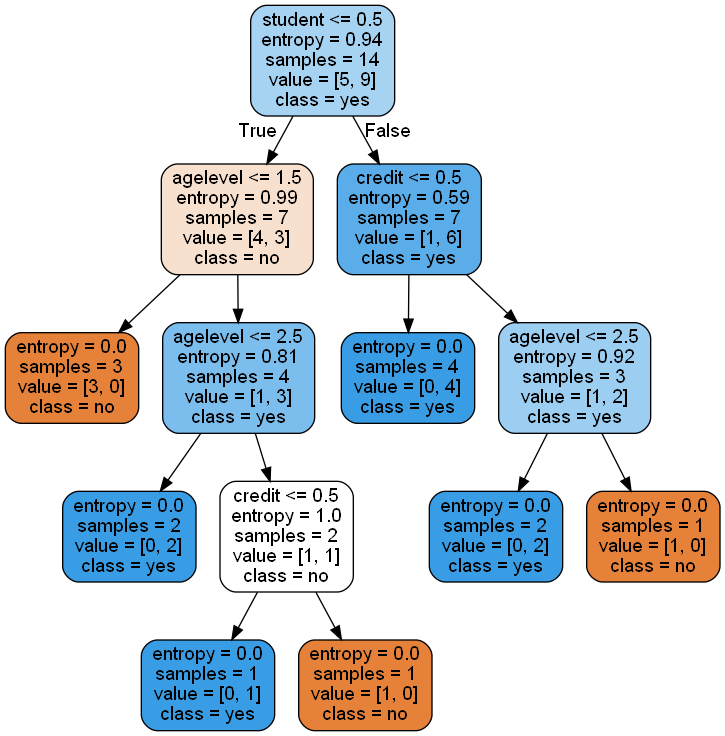 student <= 0.5
entropy = 0.94
samples = 14
value = [5, 9]
class = yes
True
False
agelevel <= 1.5
entropy = 0.99
samples = 7
value = [4, 3]
class = no
credit <= 0.5
entropy = 0.59
samples = 7
value = [1, 6]
class = yes
entropy = 0.0
samples = 3
value = [3, 0]
class = no
agelevel <= 2.5
entropy = 0.81
samples = 4
value = [1, 3]
class = yes
entropy = 0.0
samples = 4
value = [0, 4]
class = yes
agelevel <= 2.5
entropy = 0.92
samples = 3
value = [1, 2]
class = yes
entropy = 0.0
samples = 2
value = [0, 2]
class = yes
credit <= 0.5
entropy = 1.0
samples = 2
value = [1, 1]
class = no
entropy = 0.0
samples = 2
value = [0, 2]
class = yes
entropy = 0.0
samples = 1
value = [1, 0]
class = no
entropy = 0.0
samples = 1
value = [0, 1]
class = yes
entropy = 0.0
samples = 1
value = [1, 0]
class = no